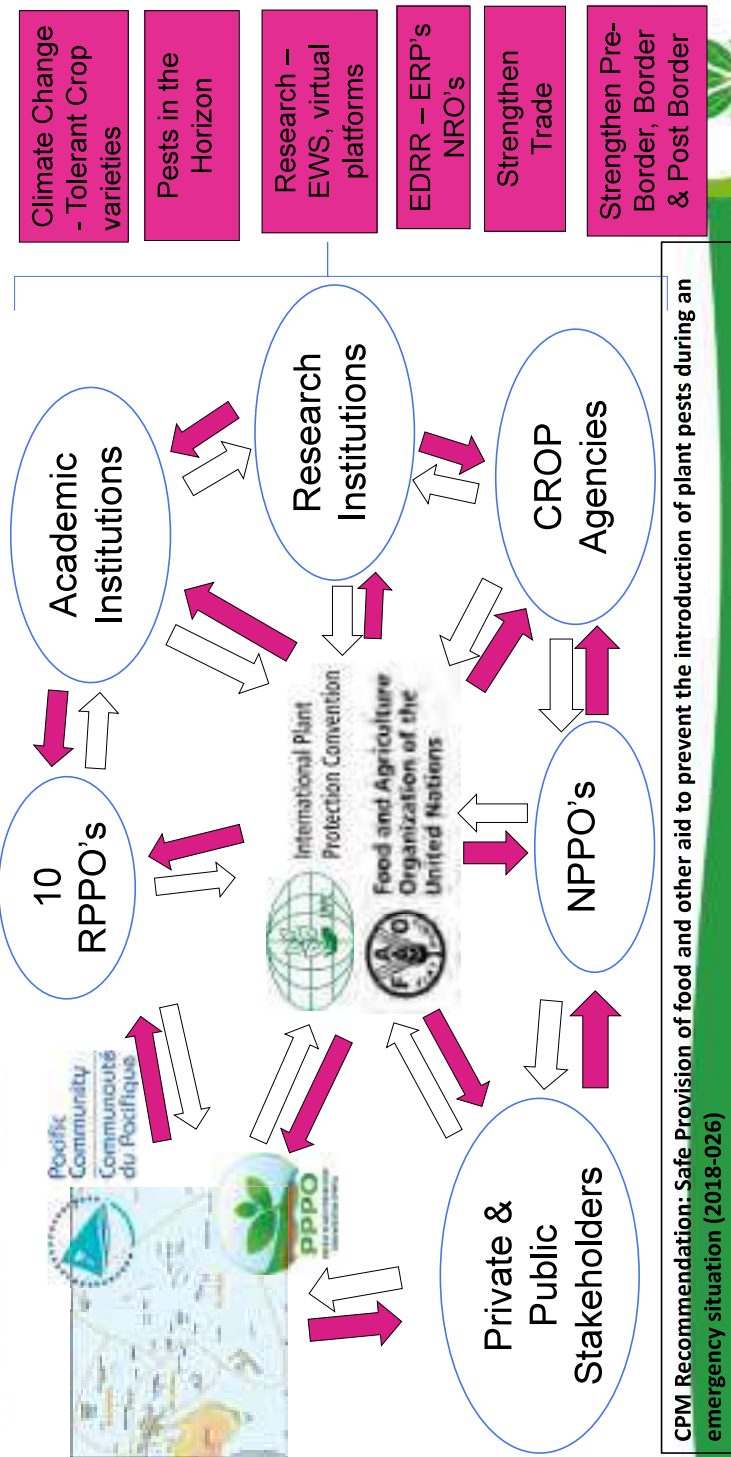 Pacific
Community
Communauté
du Pacifique
PPPO
10
RPPO's
Academic
Institutions
Research
Institutions
CROP
Agencies
NPPO's
Private &
Public
Stakeholders
International Plant
Protection Convention
FAO
Food and Agriculture
Organization of the
United Nations
Climate Change
- Tolerant Crop
varieties
Pests in the
Horizon
Research –
EWS, virtual
platforms
EDRR – ERP's
NRO's
Strengthen
Trade
Strengthen Pre-
Border, Border
& Post Border
CPM Recommendation: Safe Provision of food and other aid to prevent the introduction of plant pests during an
emergency situation (2018-026)